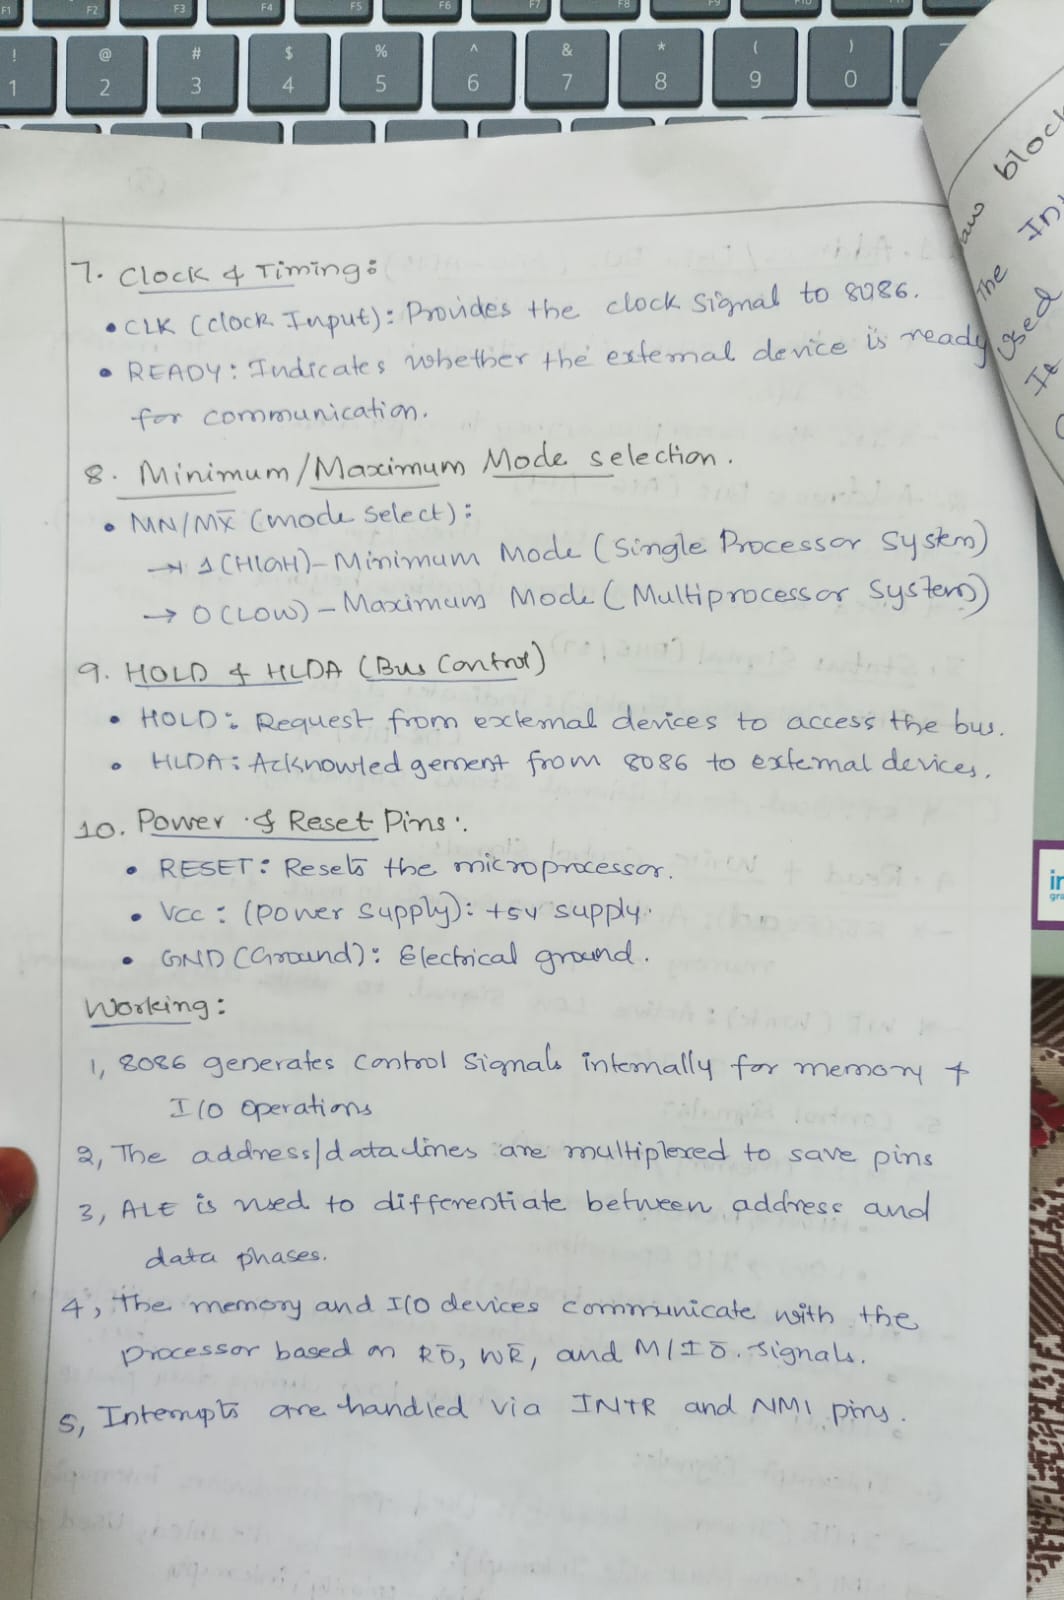 F1 F2 F3 F4 F5 F6 F7 F8 F9 F10
! @ # $ % ^ & * ( )
1 2 3 4 5 6 7 8 9 0
block
The
used
It
7. Clock & Timing:
• CLK (Clock Input): Provides the clock signal to 8086.
• READY: Indicates whether the external device is ready
for communication.
8. Minimum/Maximum Mode selection.
• MN/MX̅ (mode select):
→ 1 (HIGH) - Minimum Mode (Single Processor System)
→ 0 (LOW) - Maximum Mode (Multiprocessor System)
9. HOLD & HLDA (Bus Control)
• HOLD: Request from external devices to access the bus.
• HLDA: Acknowledgement from 8086 to external devices.
10. Power & Reset Pins:
• RESET: Resets the microprocessor.
• Vcc: (power supply): +5v supply.
• GND (Ground): Electrical ground.
Working:
1, 8086 generates control signals internally for memory &
I/O operations
2, The address/data lines are multiplexed to save pins
3, ALE is used to differentiate between address and
data phases.
4, The memory and I/O devices communicate with the
processor based on RD̅, WR̅, and M/IO̅. signals.
5, Interrupts are handled via INTR and NMI pins.